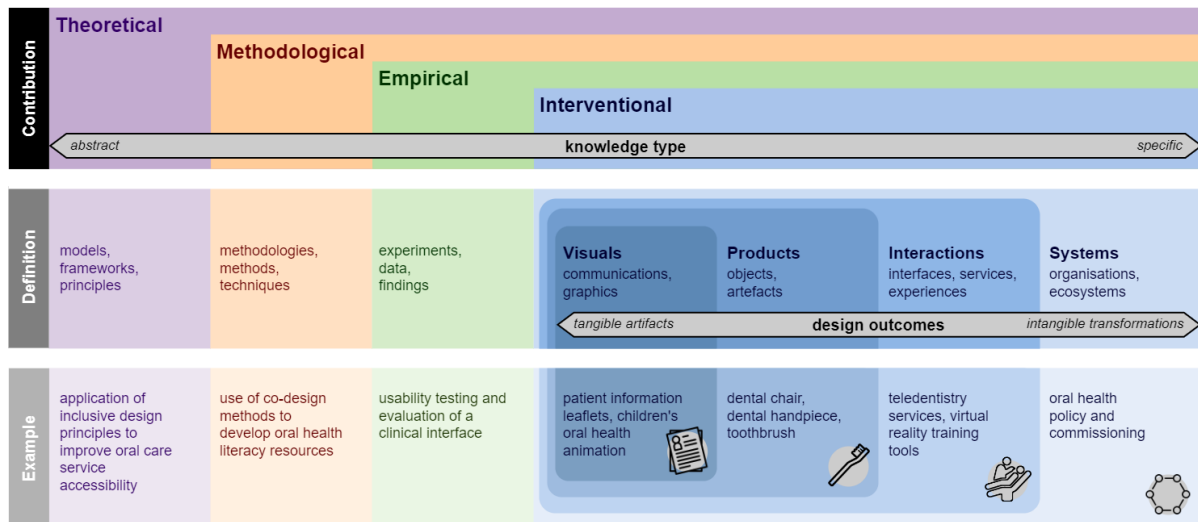 Contribution
Theoretical
Methodological
Empirical
Interventional
abstract
knowledge type
specific
Definition
models,
frameworks,
principles
methodologies,
methods,
techniques
experiments,
data,
findings
Visuals
communications,
graphics
Products
objects,
artefacts
Interactions
interfaces, services,
experiences
Systems
organisations,
ecosystems
tangible artifacts
design outcomes
intangible transformations
Example
application of
inclusive design
principles to
improve oral care
service
accessibility
use of co-design
methods to
develop oral health
literacy resources
usability testing and
evaluation of a
clinical interface
patient information
leaflets, children's
oral health
animation
dental chair,
dental handpiece,
toothbrush
teledentistry
services, virtual
reality training
tools
oral health
policy and
commissioning